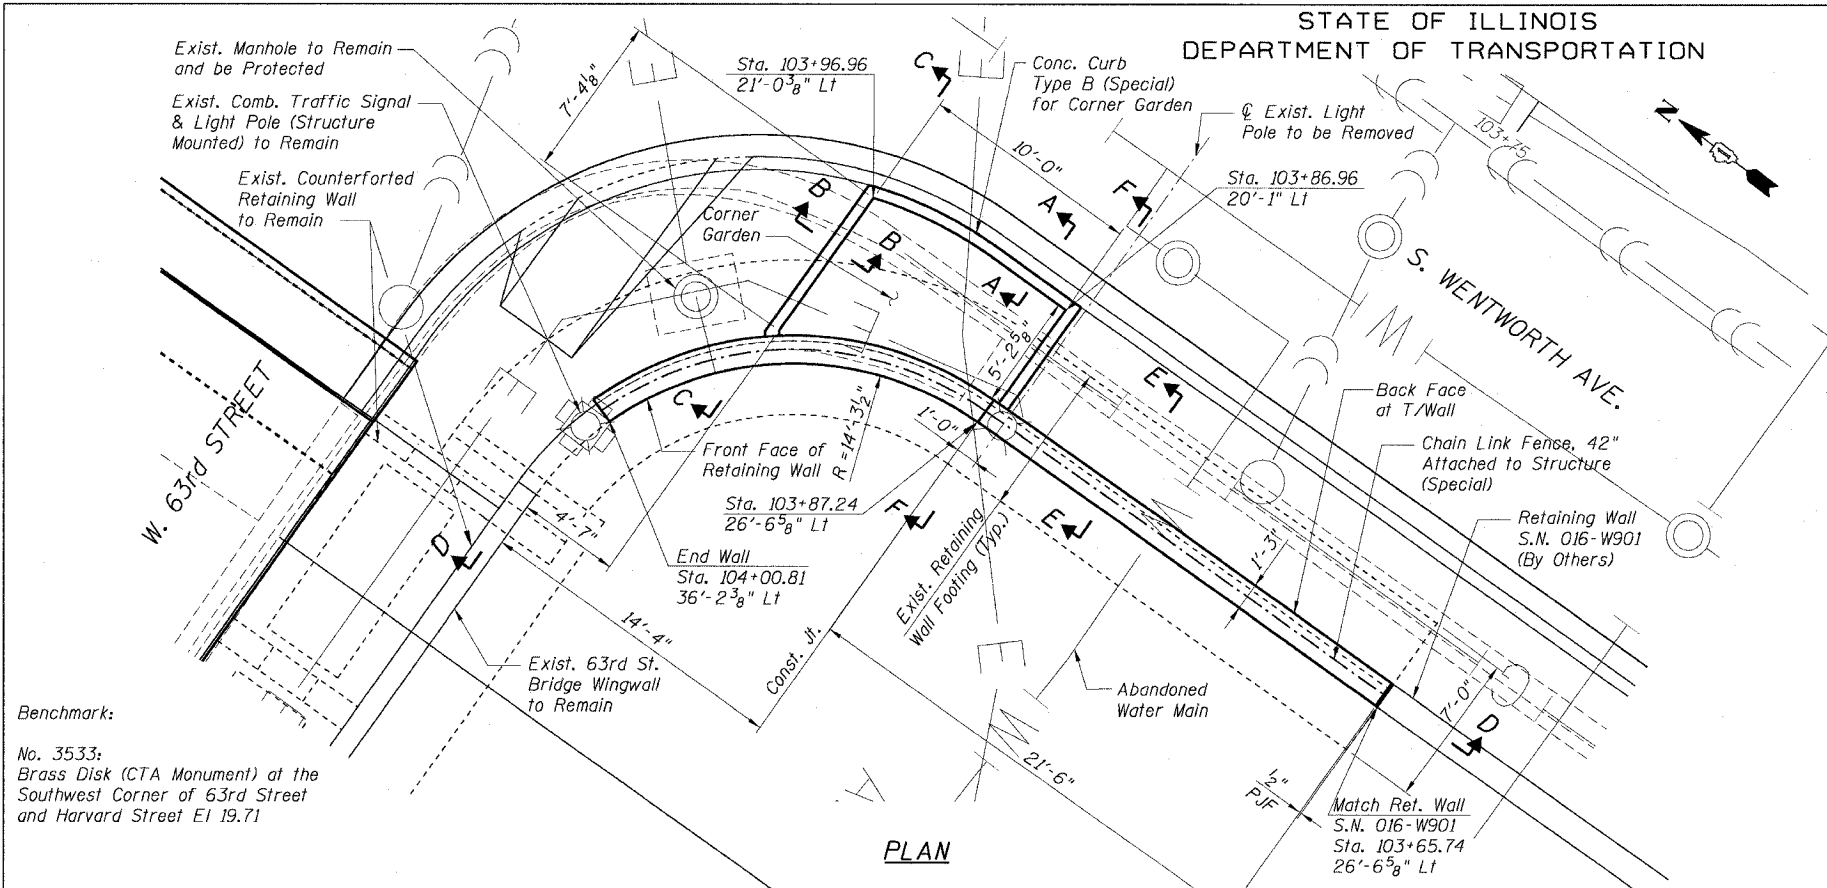 STATE OF ILLINOIS
DEPARTMENT OF TRANSPORTATION
Exist. Manhole to Remain
and be Protected
Exist. Comb. Traffic Signal
& Light Pole (Structure
Mounted) to Remain
Exist. Counterforted
Retaining Wall
to Remain
7'-4⅛"
Sta. 103+96.96
21'-0⅜" Lt
Conc. Curb
Type B (Special)
for Corner Garden
℄ Exist. Light
Pole to be Removed
Sta. 103+86.96
20'-1" Lt
103+75
N
10'-0"
Corner
Garden
C
B
B
A
A
F
E
S. WENTWORTH AVE.
W. 63rd STREET
5'-2⅝"
1'-0"
R=14'-3½"
C
Front Face of
Retaining Wall
Sta. 103+87.24
26'-6⅝" Lt
F
E
End Wall
Sta. 104+00.81
36'-2⅜" Lt
4'-7"
D
14'-4"
Exist. 63rd St.
Bridge Wingwall
to Remain
Const. Jt.
Exist. Retaining
Wall Footing (Typ.)
Back Face
at T/Wall
Chain Link Fence, 42"
Attached to Structure
(Special)
Retaining Wall
S.N. 016-W901
(By Others)
1'-3"
Abandoned
Water Main
7'-0"
D
21'-6"
½"
PJF
Match Ret. Wall
S.N. 016-W901
Sta. 103+65.74
26'-6⅝" Lt
E
E
E
E
W
W
Benchmark:
No. 3533:
Brass Disk (CTA Monument) at the
Southwest Corner of 63rd Street
and Harvard Street El 19.71
PLAN